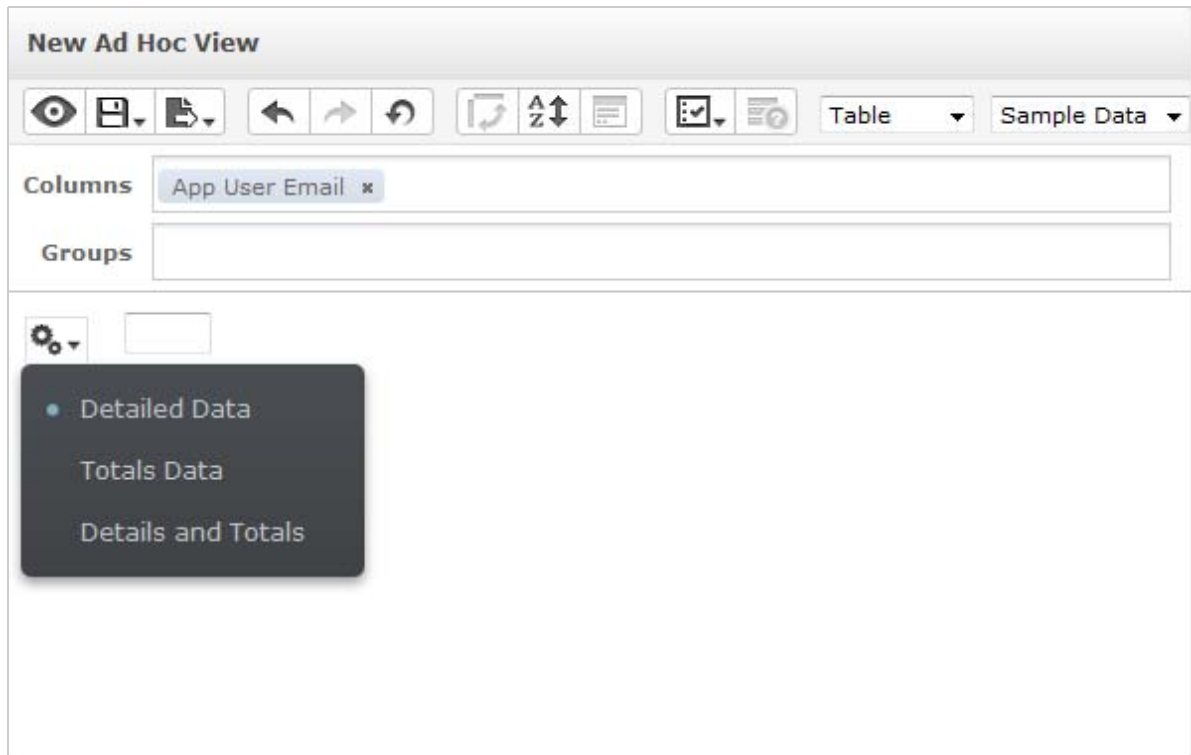 New Ad Hoc View
A Z Table Sample Data
Columns App User Email x
Groups
Detailed Data
Totals Data
Details and Totals